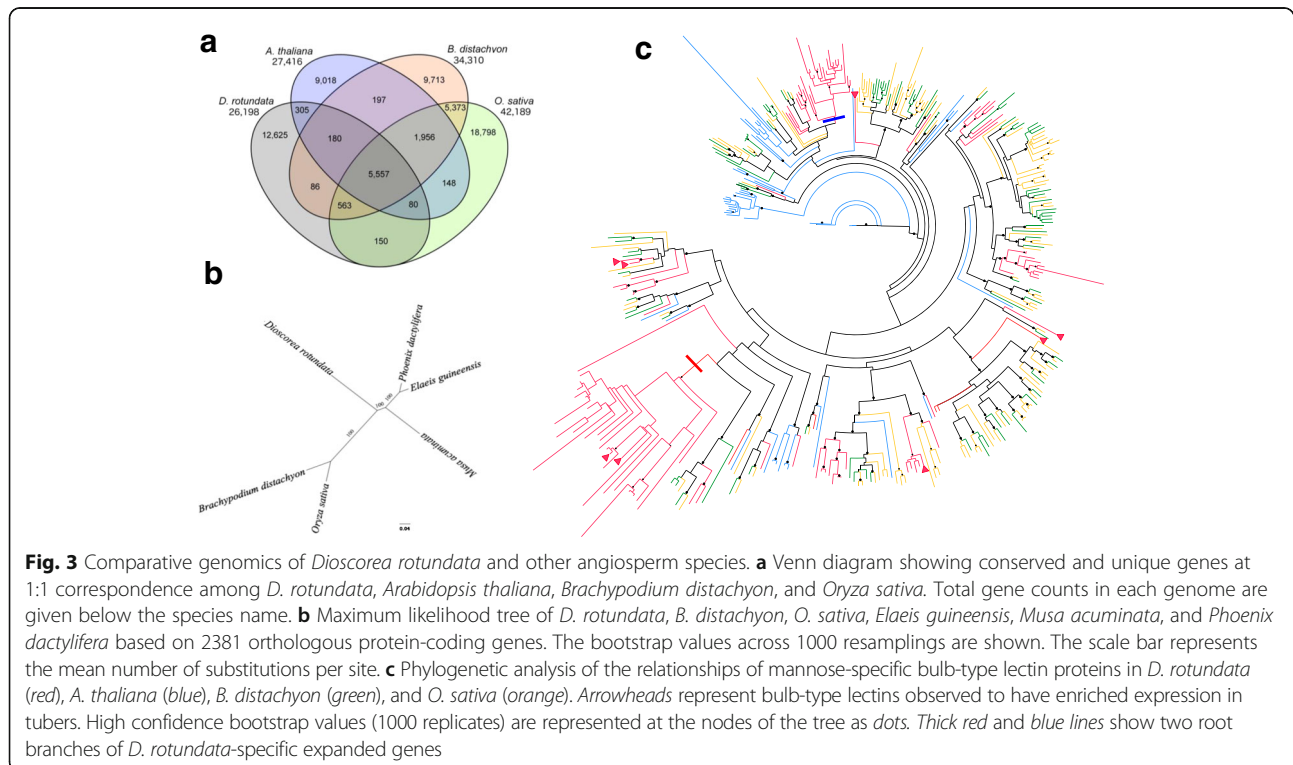 a
A. thaliana
27,416
B. distachyon
34,310
D. rotundata
26,198
O. sativa
42,189
9,018
9,713
197
305
5,373
12,625
180
1,956
18,798
5,557
86
148
563
80
150
b
Dioscorea rotundata
Phoenix dactylifera
Elaeis guineensis
Musa acuminata
Brachypodium distachyon
Oryza sativa
100
100
100
0.04
c
Fig. 3 Comparative genomics of Dioscorea rotundata and other angiosperm species. a Venn diagram showing conserved and unique genes at
1:1 correspondence among D. rotundata, Arabidopsis thaliana, Brachypodium distachyon, and Oryza sativa. Total gene counts in each genome are
given below the species name. b Maximum likelihood tree of D. rotundata, B. distachyon, O. sativa, Elaeis guineensis, Musa acuminata, and Phoenix
dactylifera based on 2381 orthologous protein-coding genes. The bootstrap values across 1000 resamplings are shown. The scale bar represents
the mean number of substitutions per site. c Phylogenetic analysis of the relationships of mannose-specific bulb-type lectin proteins in D. rotundata
(red), A. thaliana (blue), B. distachyon (green), and O. sativa (orange). Arrowheads represent bulb-type lectins observed to have enriched expression in
tubers. High confidence bootstrap values (1000 replicates) are represented at the nodes of the tree as dots. Thick red and blue lines show two root
branches of D. rotundata-specific expanded genes